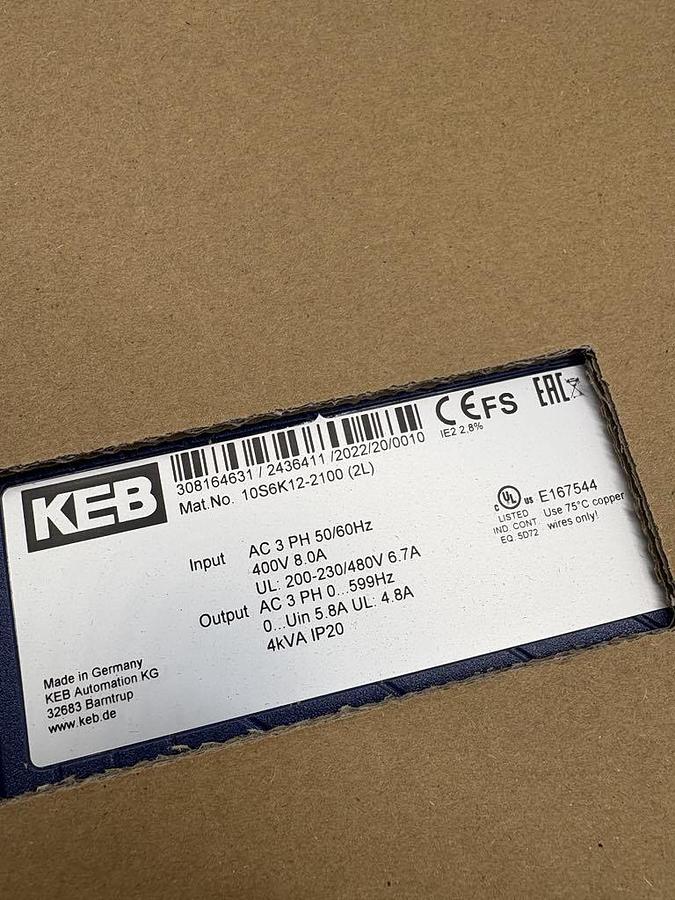 KEB
308164631 / 2436411 /2022/20/0010
Mat.No. 10S6K12-2100 (2L)
CE FS EAC
IE2 2,8%
Input AC 3 PH 50/60Hz
400V 8.0A
UL: 200-230/480V 6.7A
Output AC 3 PH 0...599Hz
0...Uin 5.8A UL: 4.8A
4kVA IP20
c UL us E167544
LISTED
IND. CONT.
EQ. 5D72
Use 75°C copper
wires only!
Made in Germany
KEB Automation KG
32683 Barntrup
www.keb.de